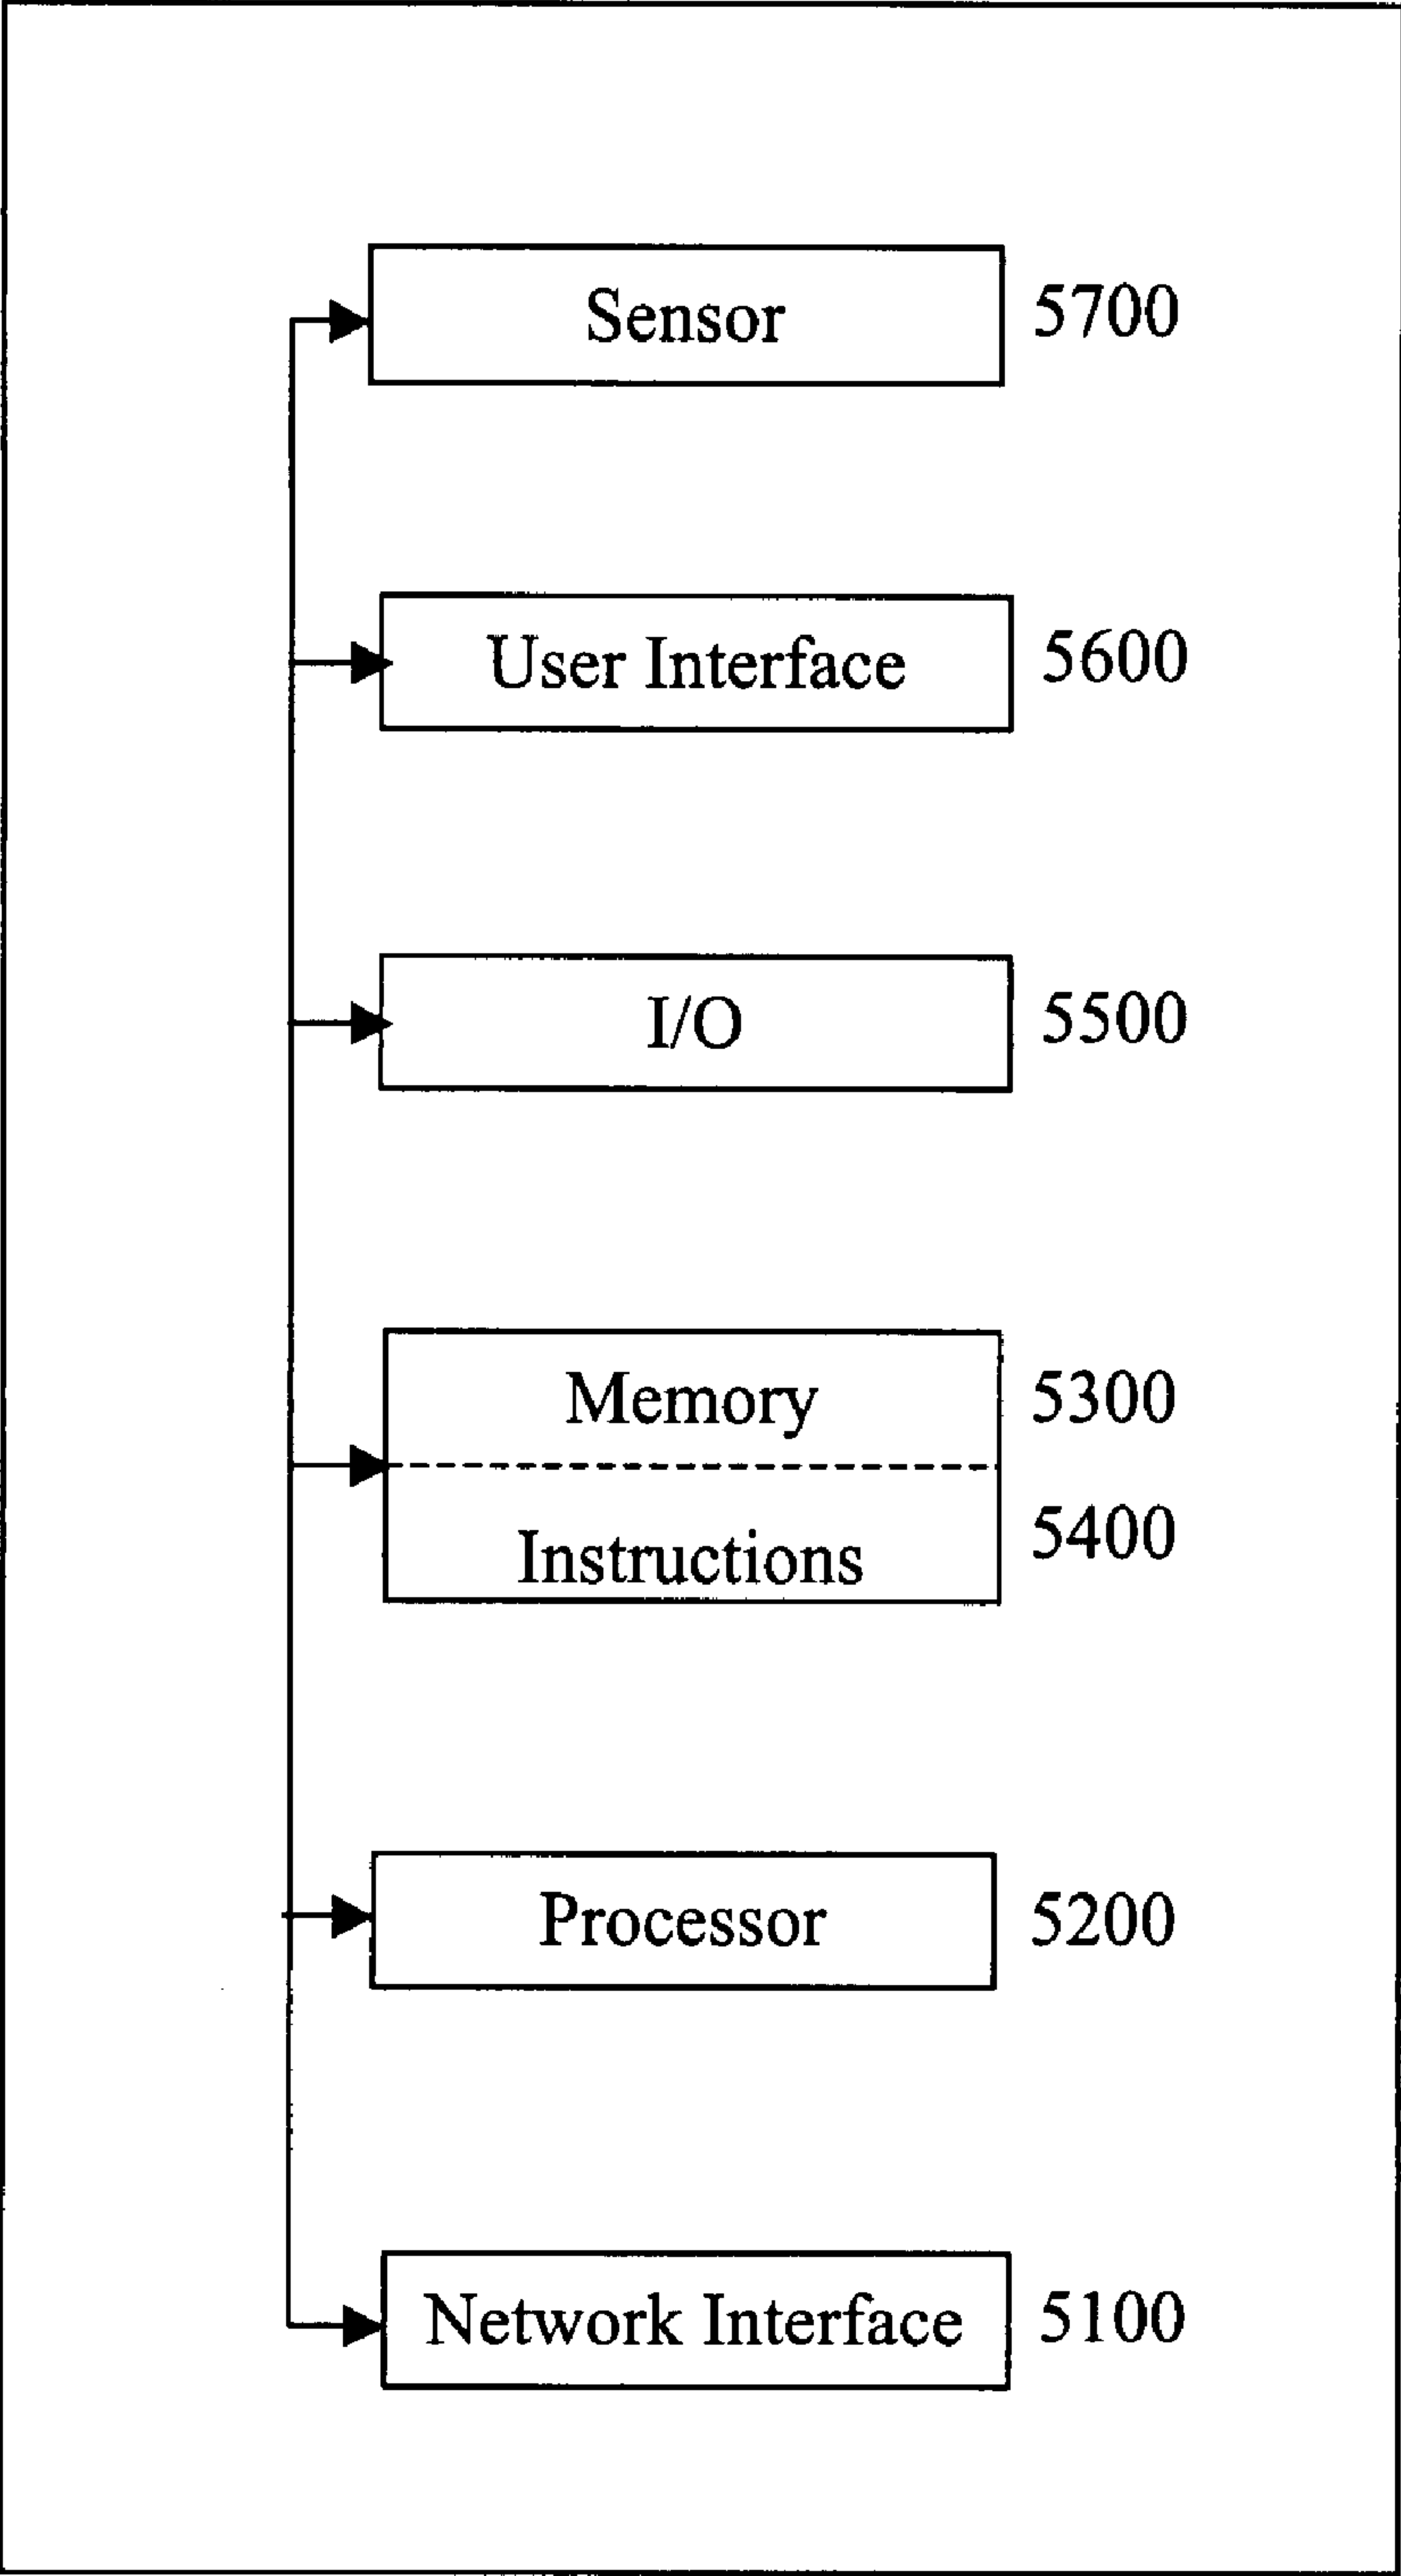 Sensor 5700
User Interface 5600
I/O 5500
Memory 5300
Instructions 5400
Processor 5200
Network Interface 5100